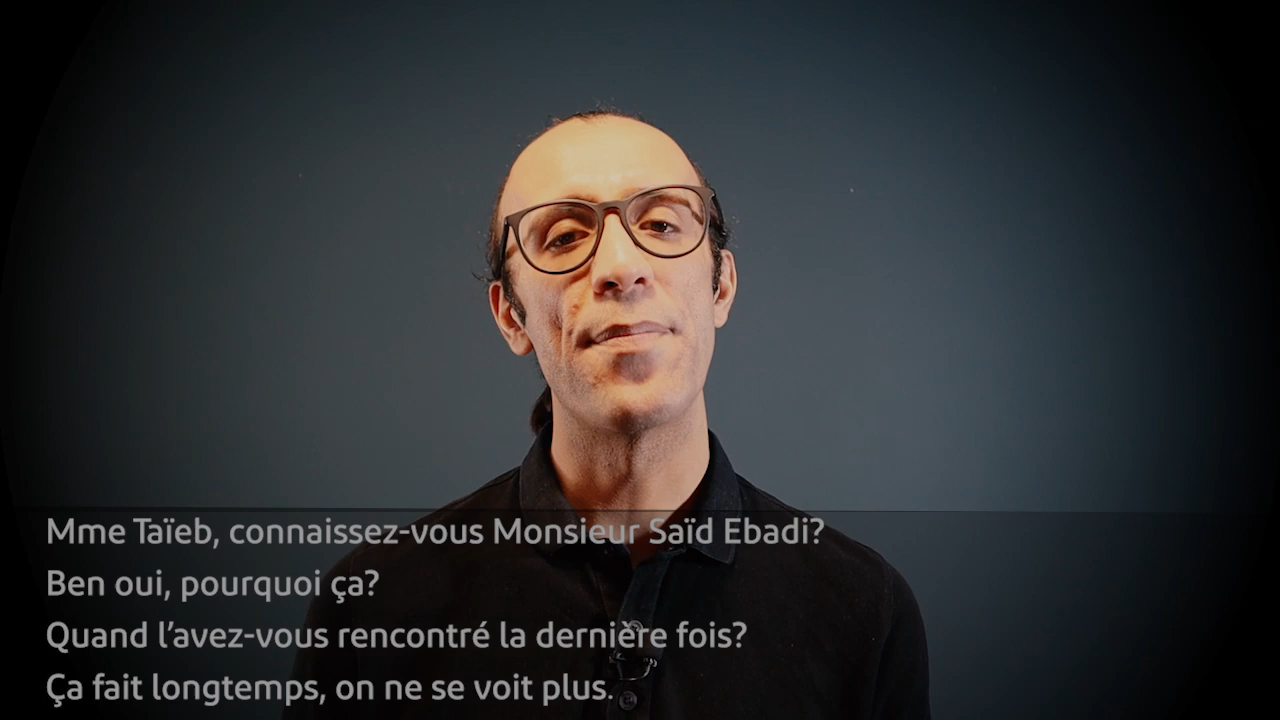 Mme Taïeb, connaissez-vous Monsieur Saïd Ebadi?
Ben oui, pourquoi ça?
Quand l’avez-vous rencontré la dernière fois?
Ça fait longtemps, on ne se voit plus.